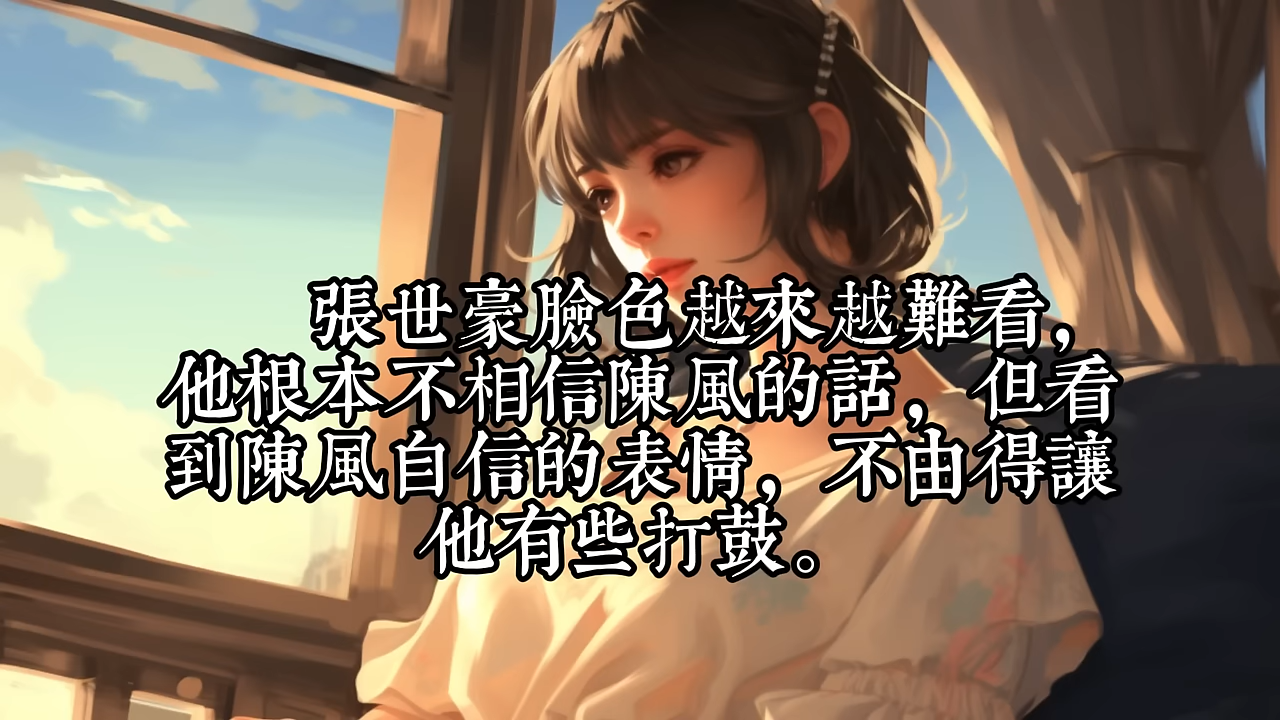 張世豪臉色越來越難看，
他根本不相信陳風的話，但看
到陳風自信的表情，不由得讓
他有些打鼓。